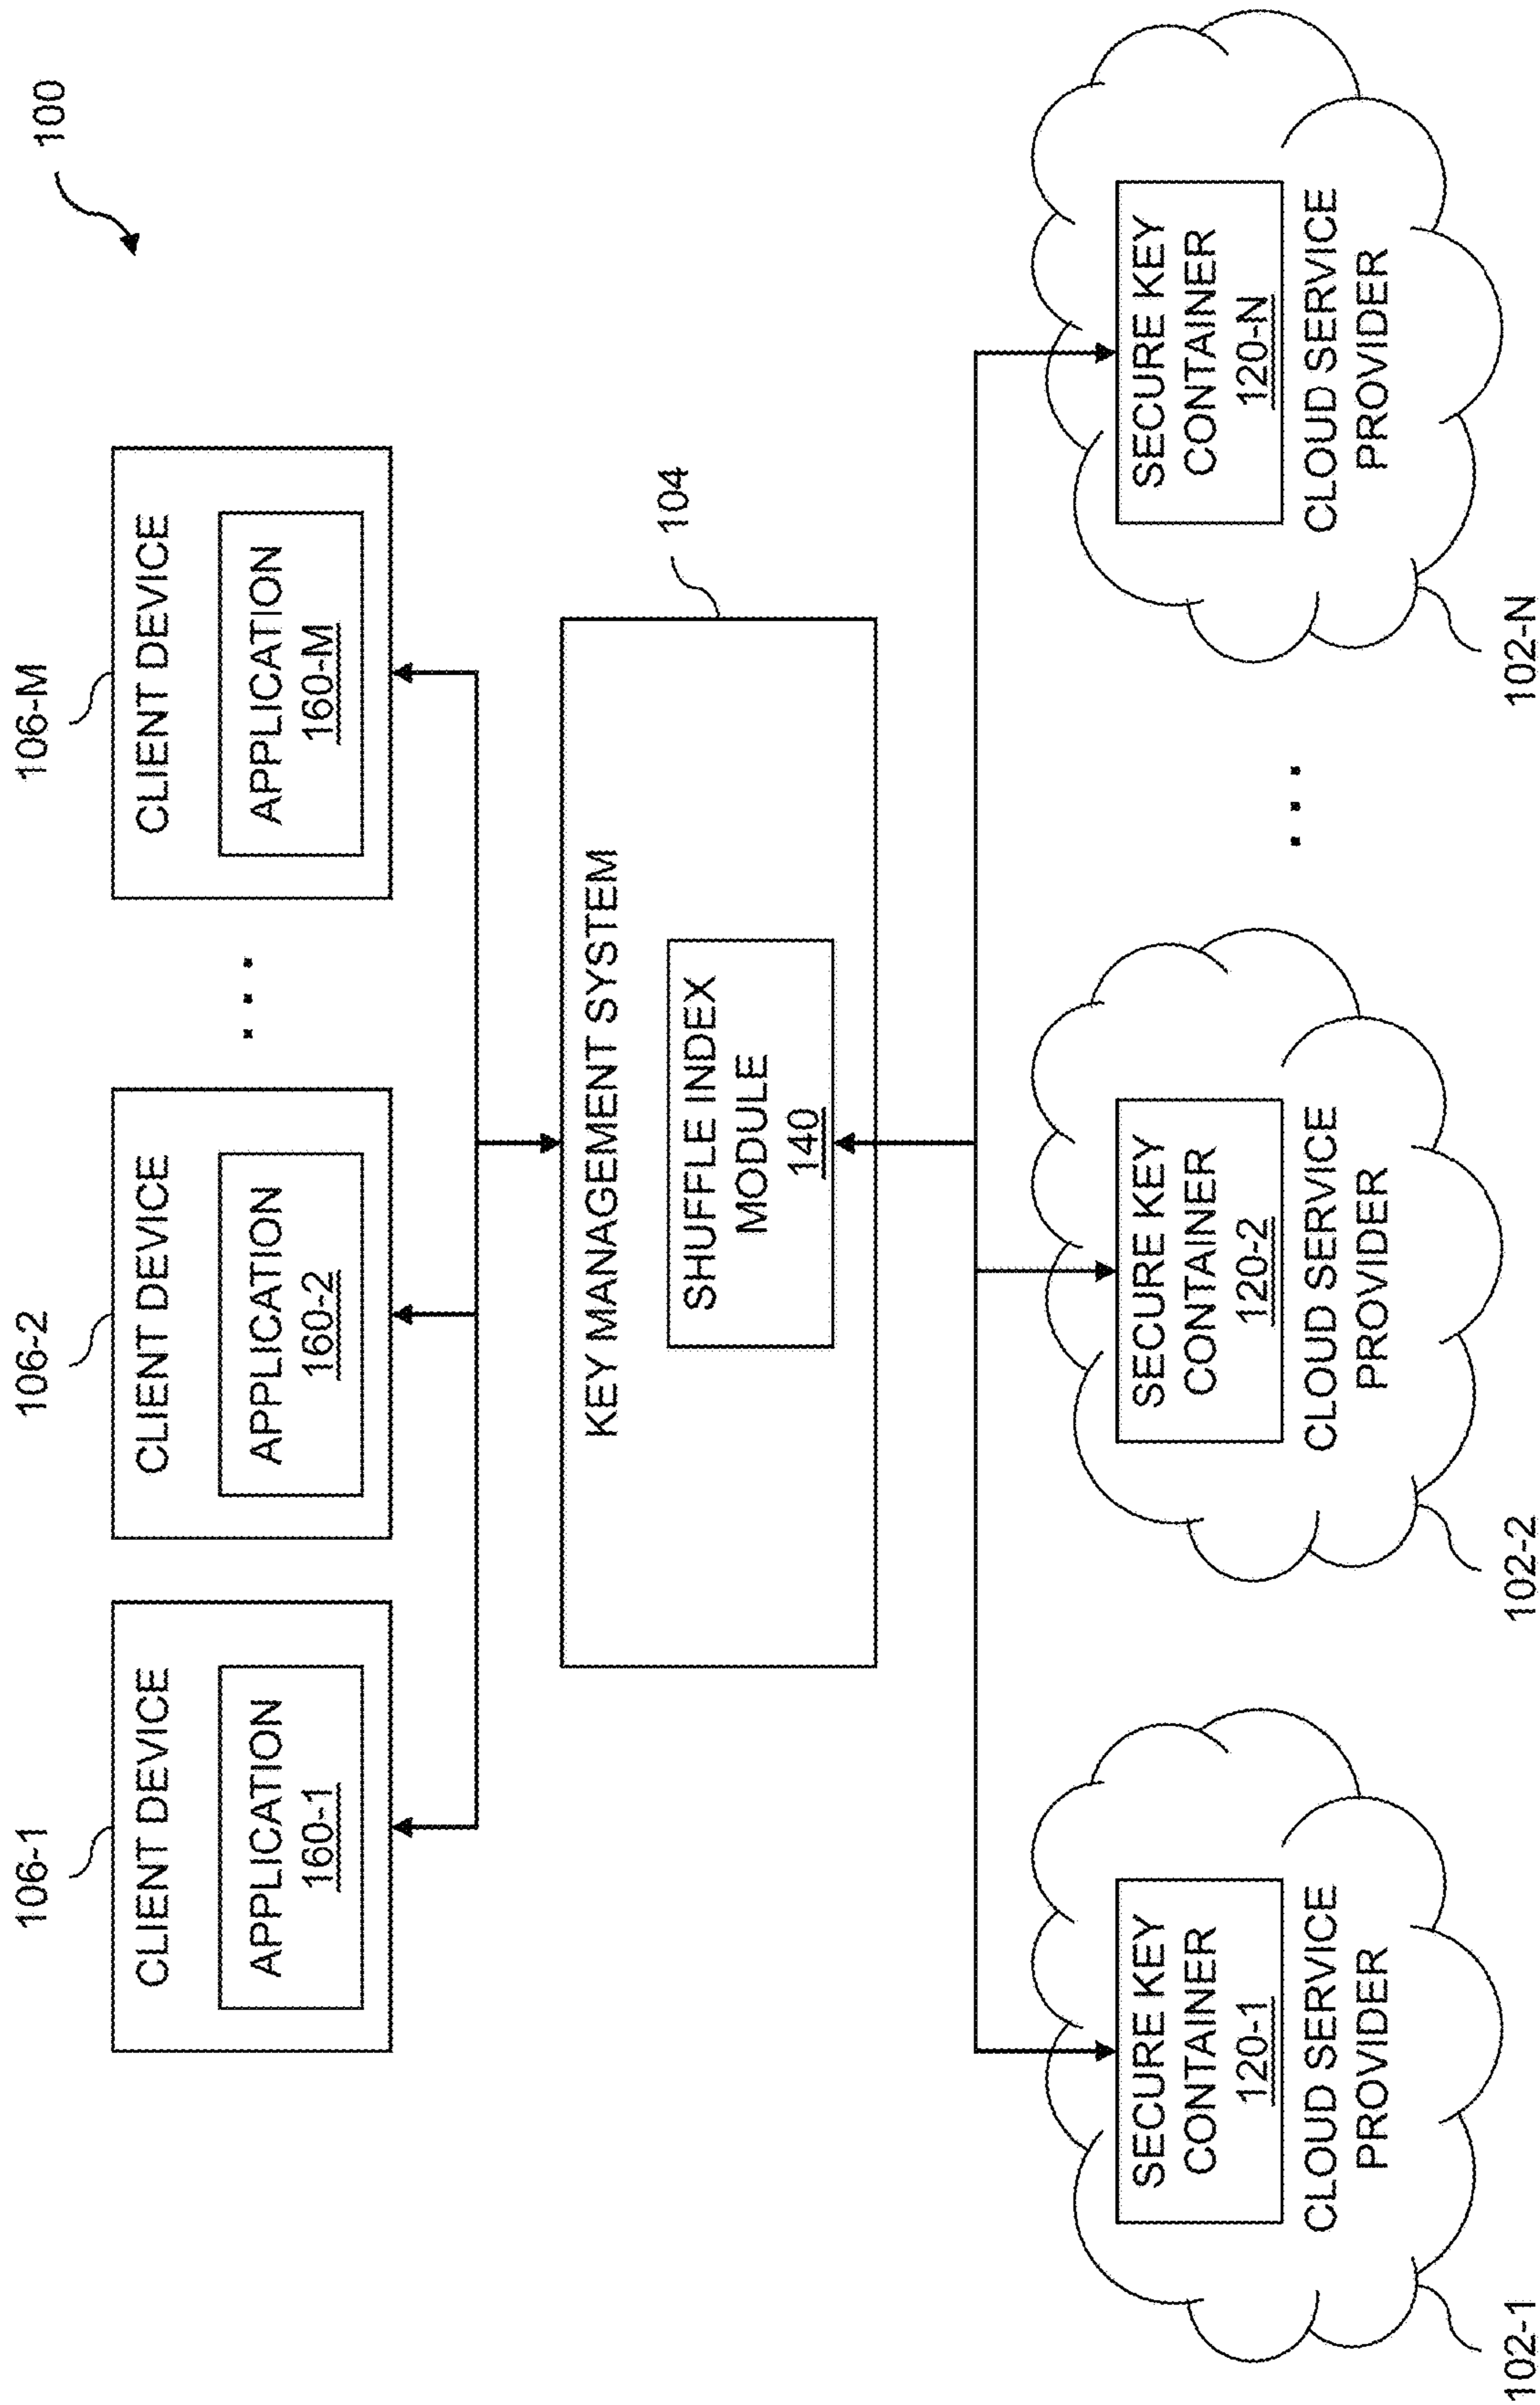 100
106-1
106-2
106-M
CLIENT DEVICE
APPLICATION
160-1
CLIENT DEVICE
APPLICATION
160-2
. . .
CLIENT DEVICE
APPLICATION
160-M
104
KEY MANAGEMENT SYSTEM
SHUFFLE INDEX
MODULE
140
SECURE KEY
CONTAINER
120-1
CLOUD SERVICE
PROVIDER
SECURE KEY
CONTAINER
120-2
CLOUD SERVICE
PROVIDER
. . .
SECURE KEY
CONTAINER
120-N
CLOUD SERVICE
PROVIDER
102-1
102-2
102-N